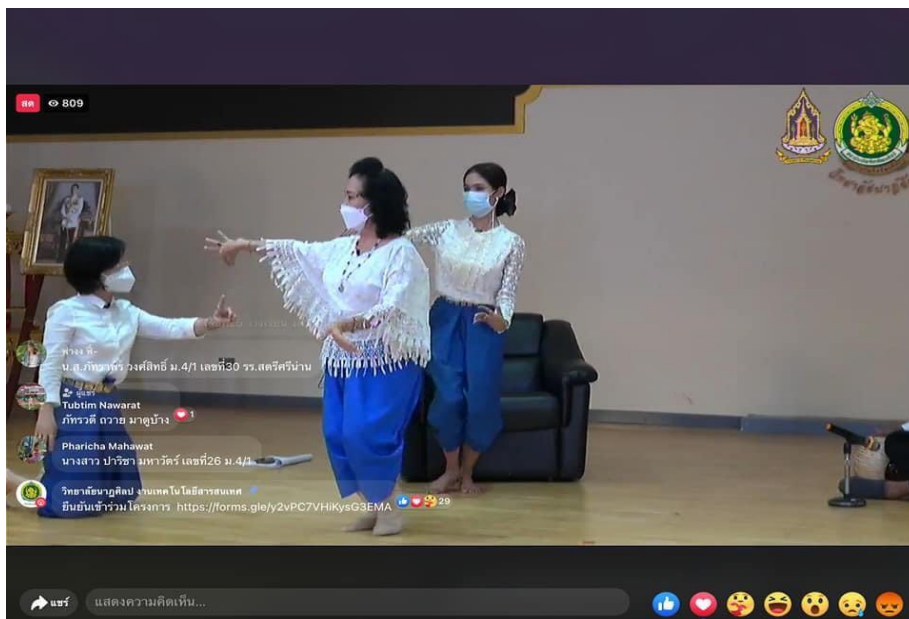 สด 809
พ่างง พี-
น.ส.ภัทราพร วงศ์สิทธิ์ ม.4/1 เลขที่30 รร.สตรีศรีน่าน
ผู้แชร์
Tubtim Nawarat
ภัทรวดี ถวาย มาดูบ้าง 1
Pharicha Mahawat
นางสาว ปาริชา มหาวัตร์ เลขที่26 ม.4/1
วิทยาลัยนาฏศิลป งานเทคโนโลยีสารสนเทศ
ยืนยันเข้าร่วมโครงการ https://forms.gle/y2vPC7VHiKysG3EMA 29
แชร์
แสดงความคิดเห็น...